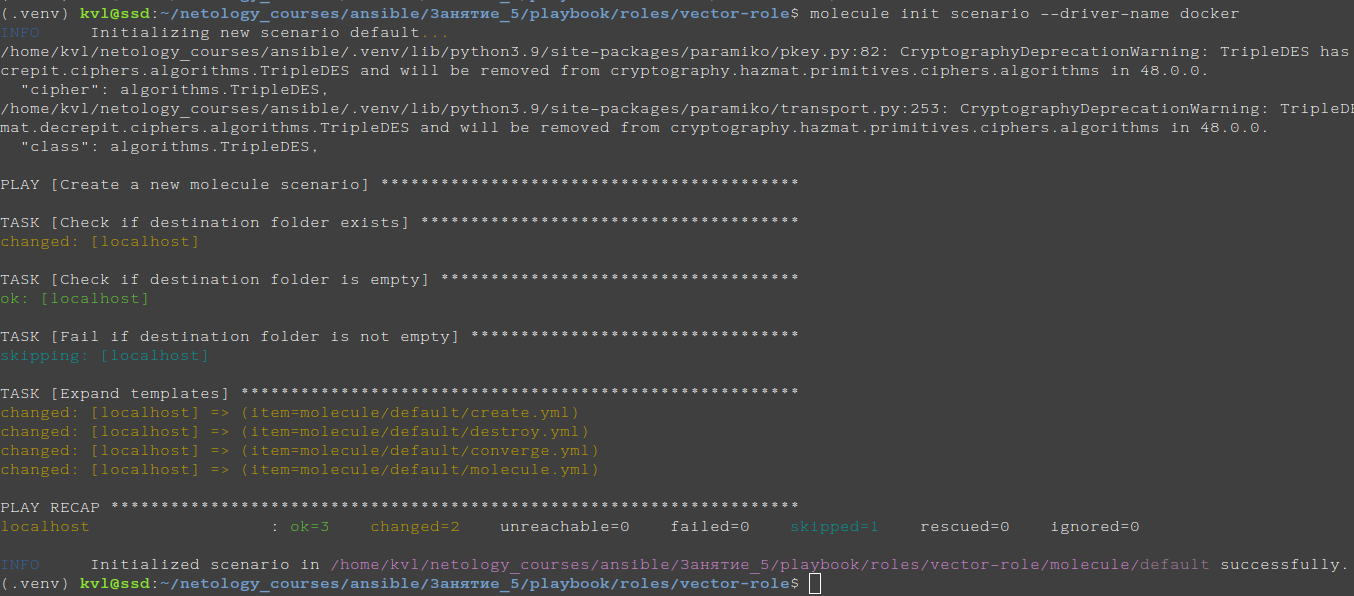 (.venv) kvl@ssd:~/netology_courses/ansible/Занятие_5/playbook/roles/vector-role$ molecule init scenario --driver-name docker
INFO     Initializing new scenario default...
/home/kvl/netology_courses/ansible/.venv/lib/python3.9/site-packages/paramiko/pkey.py:82: CryptographyDeprecationWarning: TripleDES has
crepit.ciphers.algorithms.TripleDES and will be removed from cryptography.hazmat.primitives.ciphers.algorithms in 48.0.0.
  "cipher": algorithms.TripleDES,
/home/kvl/netology_courses/ansible/.venv/lib/python3.9/site-packages/paramiko/transport.py:253: CryptographyDeprecationWarning: TripleDE
mat.decrepit.ciphers.algorithms.TripleDES and will be removed from cryptography.hazmat.primitives.ciphers.algorithms in 48.0.0.
  "class": algorithms.TripleDES,
PLAY [Create a new molecule scenario] ******************************************
TASK [Check if destination folder exists] **************************************
changed: [localhost]
TASK [Check if destination folder is empty] ************************************
ok: [localhost]
TASK [Fail if destination folder is not empty] *********************************
skipping: [localhost]
TASK [Expand templates] ********************************************************
changed: [localhost] => (item=molecule/default/create.yml)
changed: [localhost] => (item=molecule/default/destroy.yml)
changed: [localhost] => (item=molecule/default/converge.yml)
changed: [localhost] => (item=molecule/default/molecule.yml)
PLAY RECAP *********************************************************************
localhost                  : ok=3    changed=2    unreachable=0    failed=0    skipped=1    rescued=0    ignored=0
INFO     Initialized scenario in /home/kvl/netology_courses/ansible/Занятие_5/playbook/roles/vector-role/molecule/default successfully.
(.venv) kvl@ssd:~/netology_courses/ansible/Занятие_5/playbook/roles/vector-role$